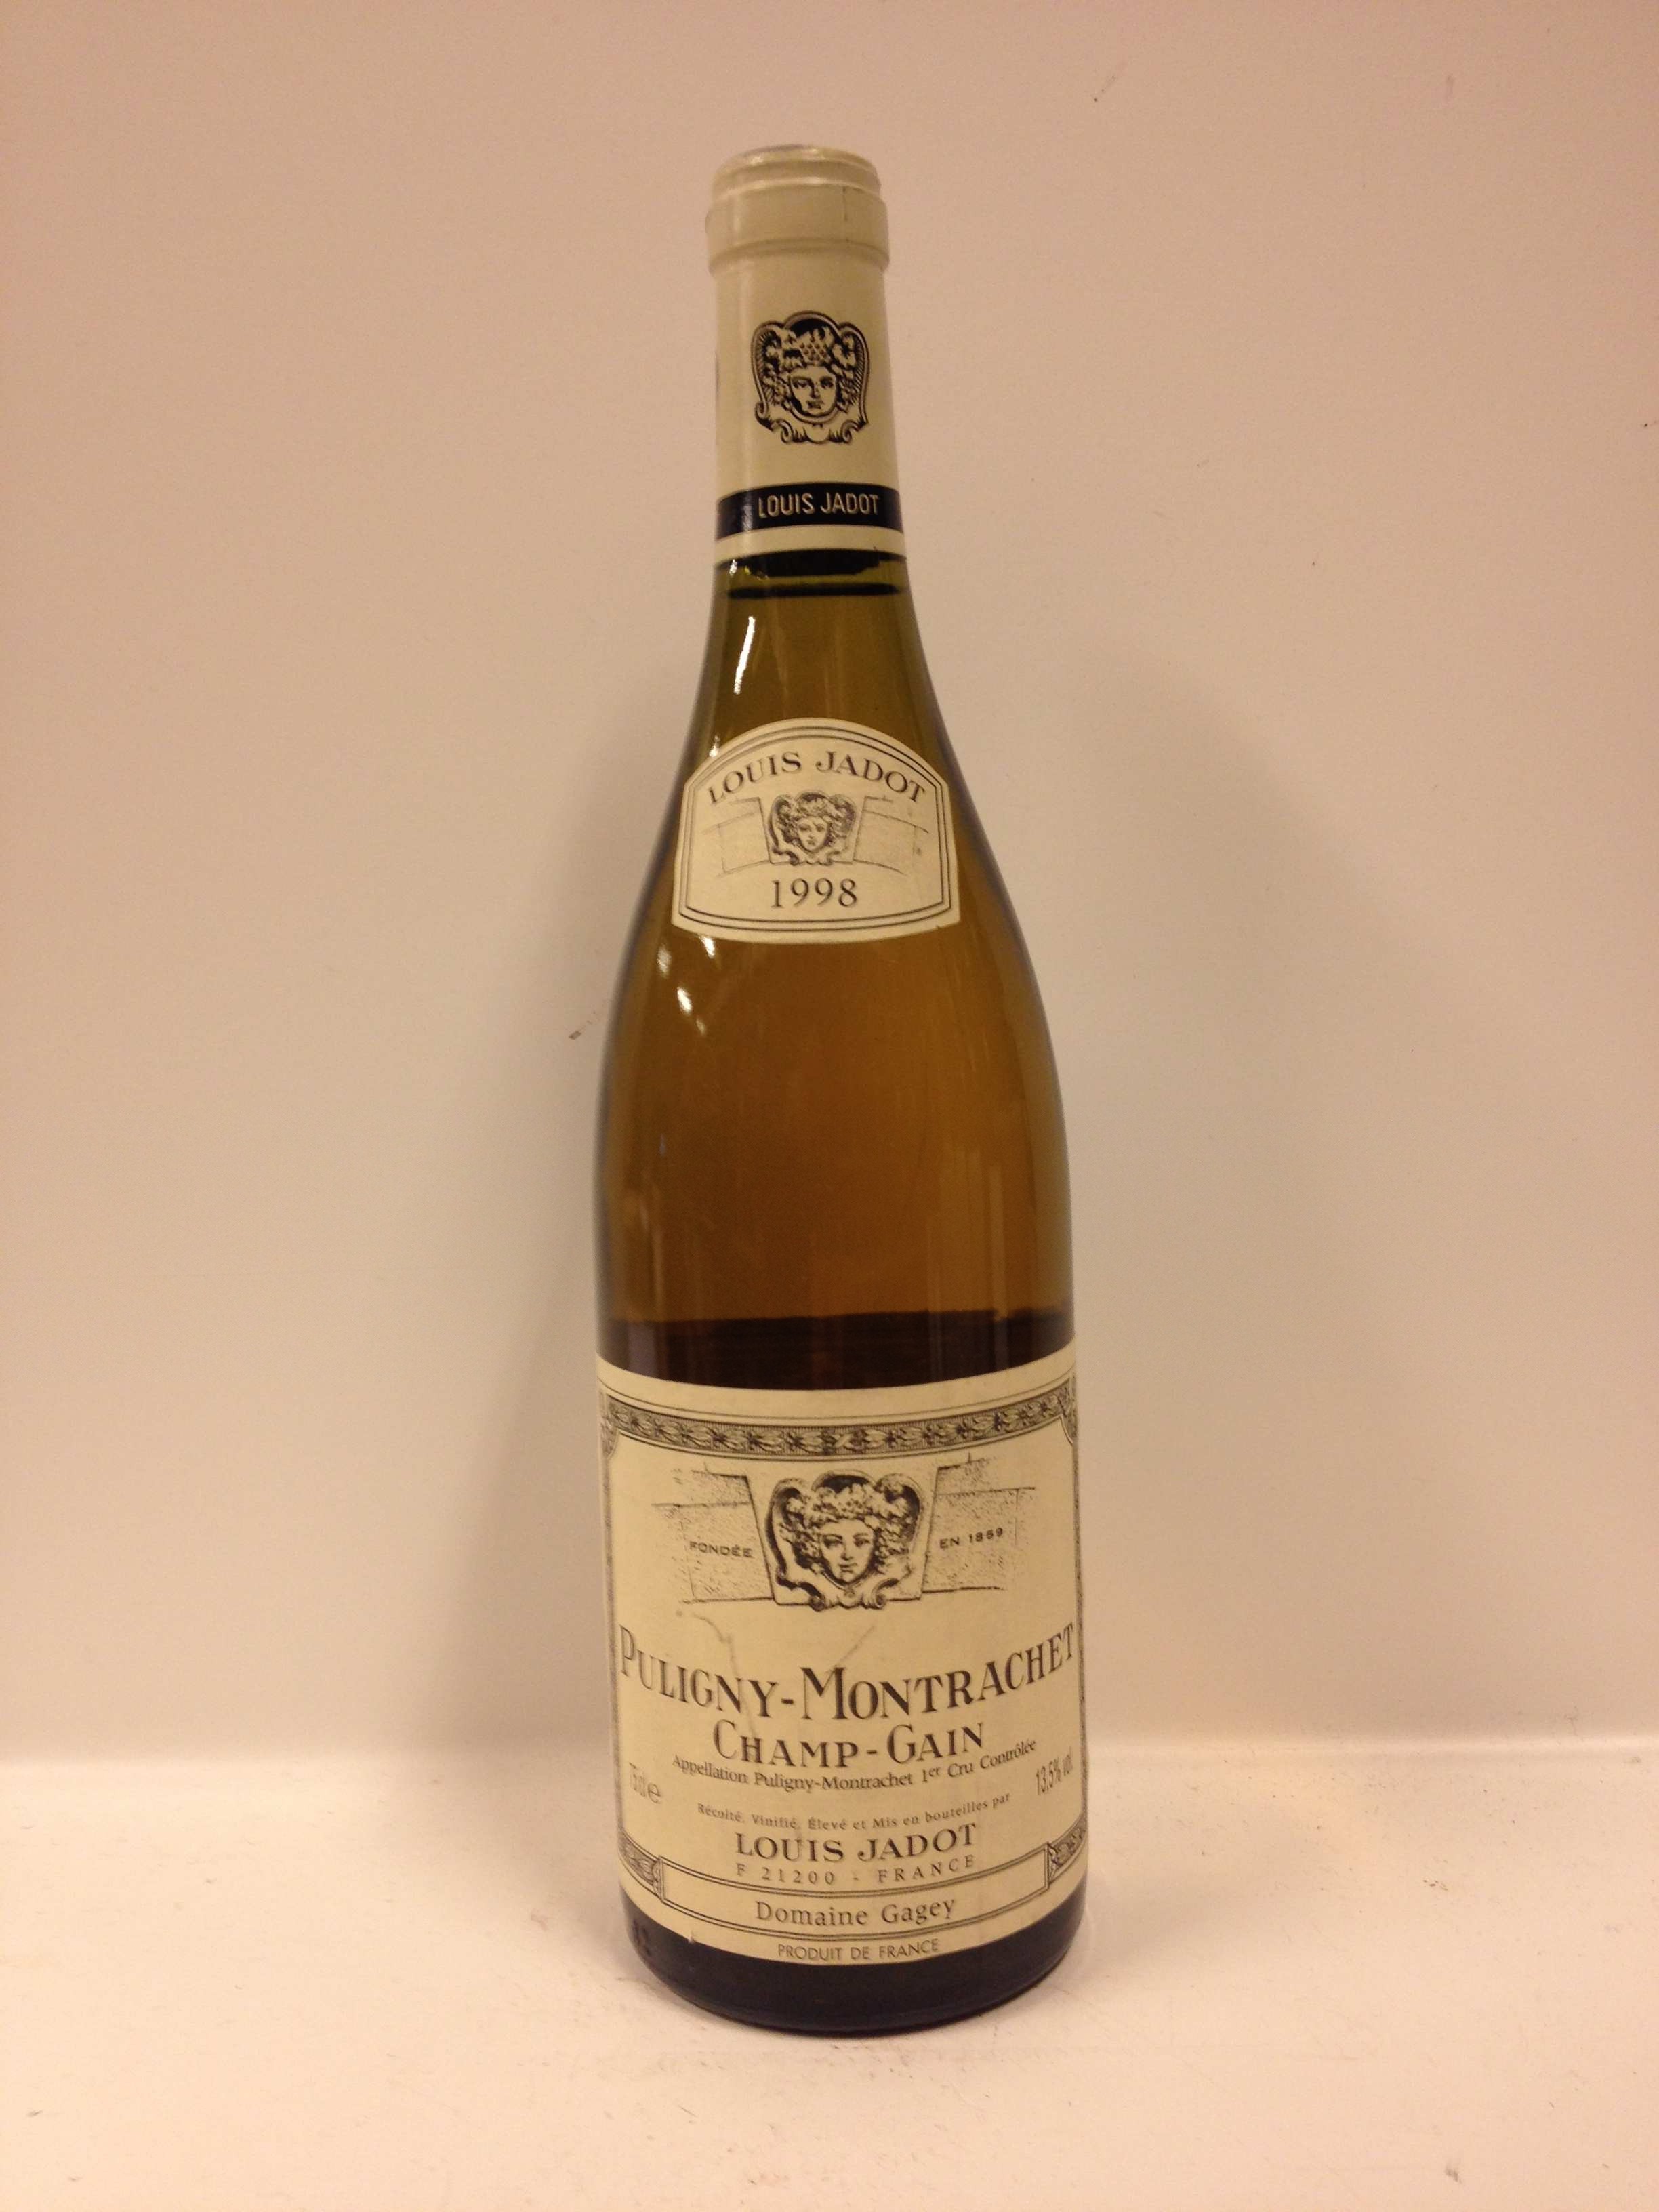 LOUIS JADOT
LOUIS JADOT
1998
FONDÉE EN 1859
PULIGNY-MONTRACHET
CHAMP-GAIN
Appellation Puligny-Montrachet 1er Cru Contrôlée
75 cl e 13,5% vol.
Récolté, Vinifié, Élevé et Mis en bouteilles par
LOUIS JADOT
F 21200 - FRANCE
Domaine Gagey
PRODUIT DE FRANCE